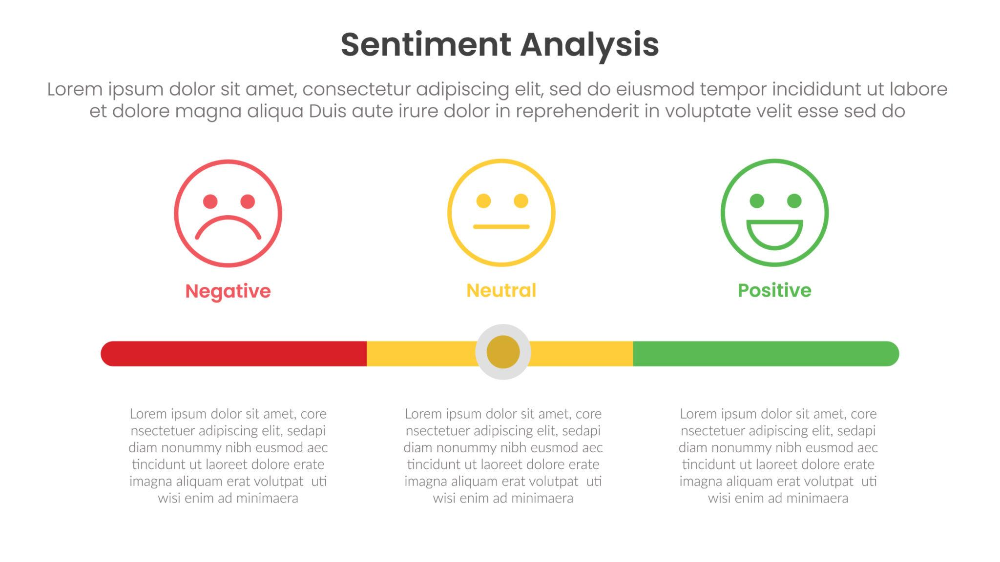 Sentiment Analysis
Lorem ipsum dolor sit amet, consectetur adipiscing elit, sed do eiusmod tempor incididunt ut labore
et dolore magna aliqua Duis aute irure dolor in reprehenderit in voluptate velit esse sed do
Negative
Neutral
Positive
Lorem ipsum dolor sit amet, core
nsectetuer adipiscing elit, sedapi
diam nonummy nibh eusmod aec
tincidunt ut laoreet dolore erate
imagna aliquam erat volutpat  uti
wisi enim ad minimaera
Lorem ipsum dolor sit amet, core
nsectetuer adipiscing elit, sedapi
diam nonummy nibh eusmod aec
tincidunt ut laoreet dolore erate
imagna aliquam erat volutpat  uti
wisi enim ad minimaera
Lorem ipsum dolor sit amet, core
nsectetuer adipiscing elit, sedapi
diam nonummy nibh eusmod aec
tincidunt ut laoreet dolore erate
imagna aliquam erat volutpat  uti
wisi enim ad minimaera